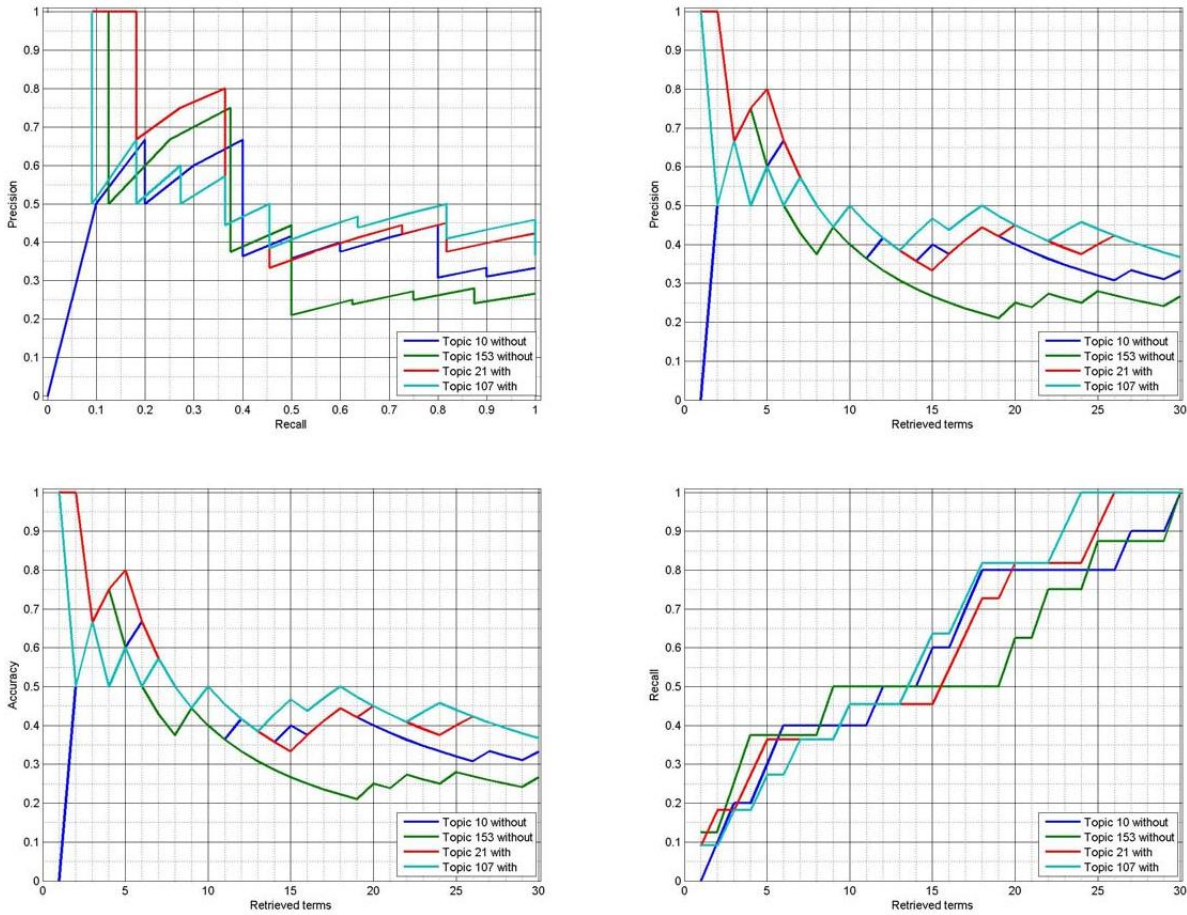 1
0.9
0.8
0.7
0.6
0.5
0.4
0.3
0.2
0.1
0
Precision
0 0.1 0.2 0.3 0.4 0.5 0.6 0.7 0.8 0.9 1
Recall
Topic 10 without
Topic 153 without
Topic 21 with
Topic 107 with
1
0.9
0.8
0.7
0.6
0.5
0.4
0.3
0.2
0.1
0
Precision
0 5 10 15 20 25 30
Retrieved terms
Topic 10 without
Topic 153 without
Topic 21 with
Topic 107 with
1
0.9
0.8
0.7
0.6
0.5
0.4
0.3
0.2
0.1
0
Accuracy
0 5 10 15 20 25 30
Retrieved terms
Topic 10 without
Topic 153 without
Topic 21 with
Topic 107 with
1
0.9
0.8
0.7
0.6
0.5
0.4
0.3
0.2
0.1
0
Recall
0 5 10 15 20 25 30
Retrieved terms
Topic 10 without
Topic 153 without
Topic 21 with
Topic 107 with